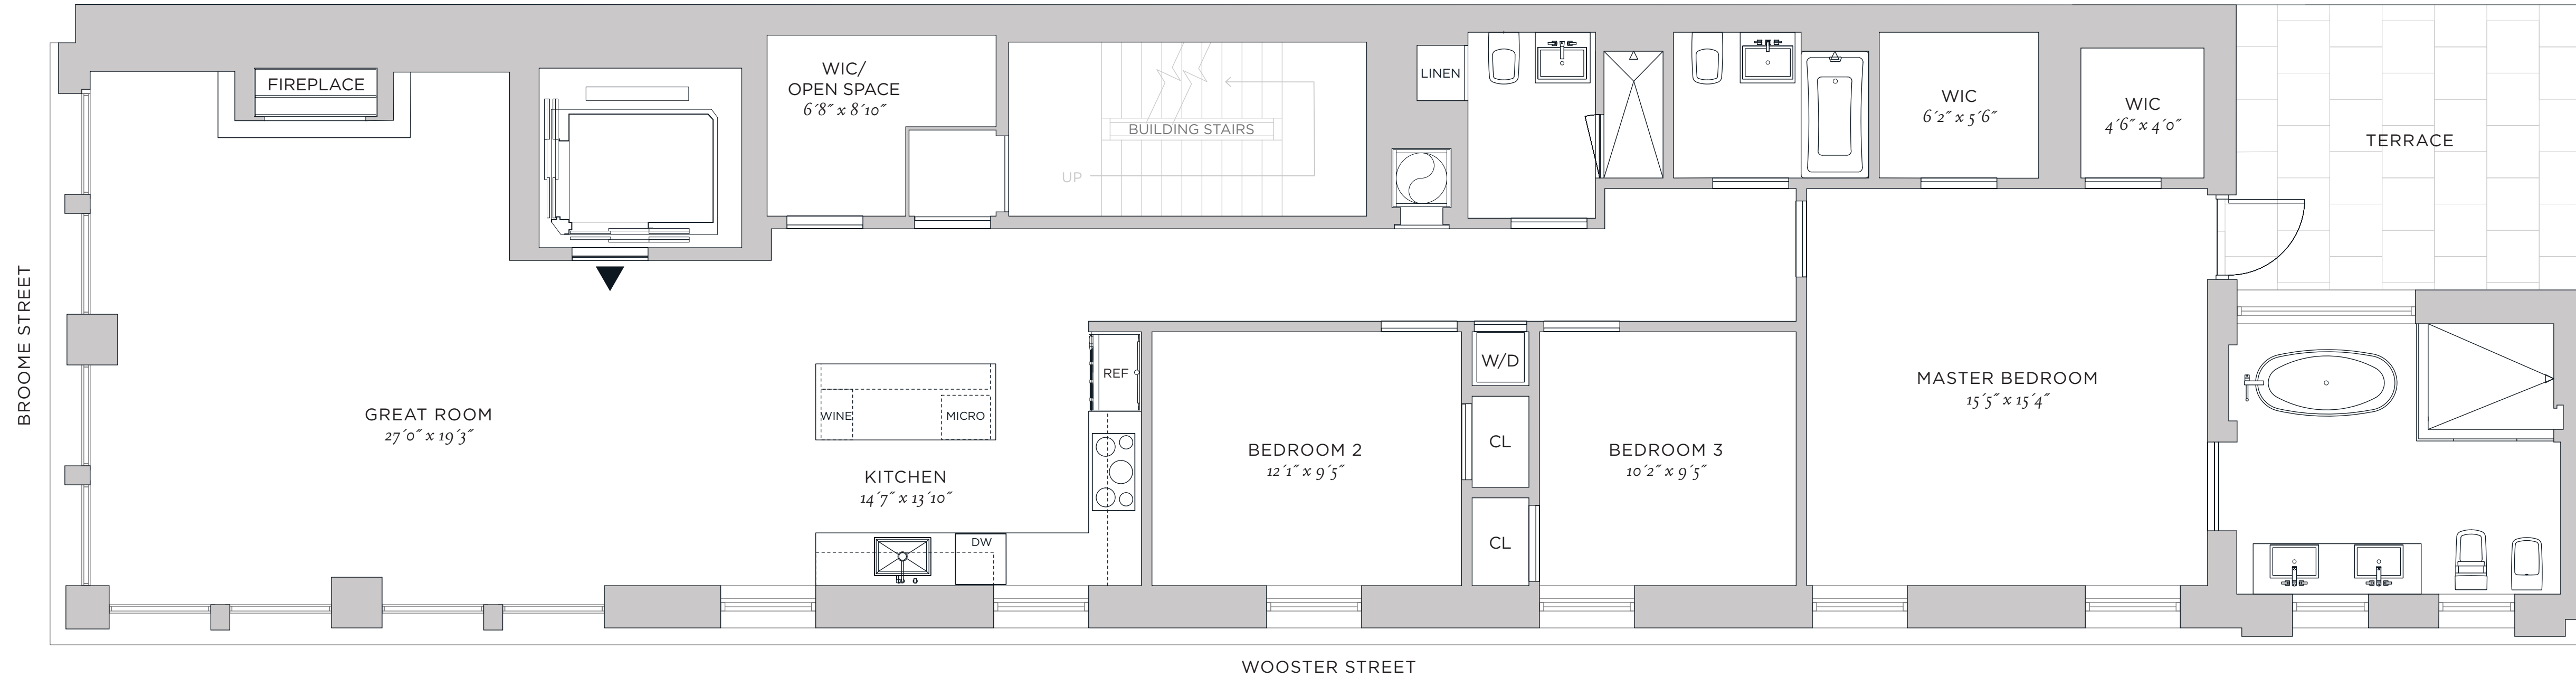 FIREPLACE
WIC/
OPEN SPACE
6´8˝ x 8´10˝
BUILDING STAIRS
UP
LINEN
WIC
6´2˝ x 5´6˝
WIC
4´6˝ x 4´0˝
TERRACE
BROOME STREET
GREAT ROOM
27´0˝ x 19´3˝
WINE
MICRO
REF
KITCHEN
14´7˝ x 13´10˝
DW
BEDROOM 2
12´1˝ x 9´5˝
W/D
CL
CL
BEDROOM 3
10´2˝ x 9´5˝
MASTER BEDROOM
15´5˝ x 15´4˝
WOOSTER STREET